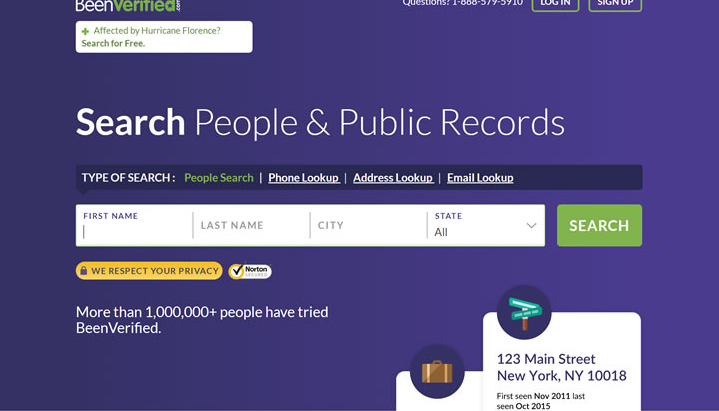 BeenVerified.com
Questions? 1-888-579-5910
LOG IN
SIGN UP
Affected by Hurricane Florence?
Search for Free.
Search People & Public Records
TYPE OF SEARCH : People Search | Phone Lookup | Address Lookup | Email Lookup
FIRST NAME
LAST NAME
CITY
STATE
All
SEARCH
WE RESPECT YOUR PRIVACY
Norton
SECURED
More than 1,000,000+ people have tried
BeenVerified.
123 Main Street
New York, NY 10018
First seen Nov 2011 last
seen Oct 2015